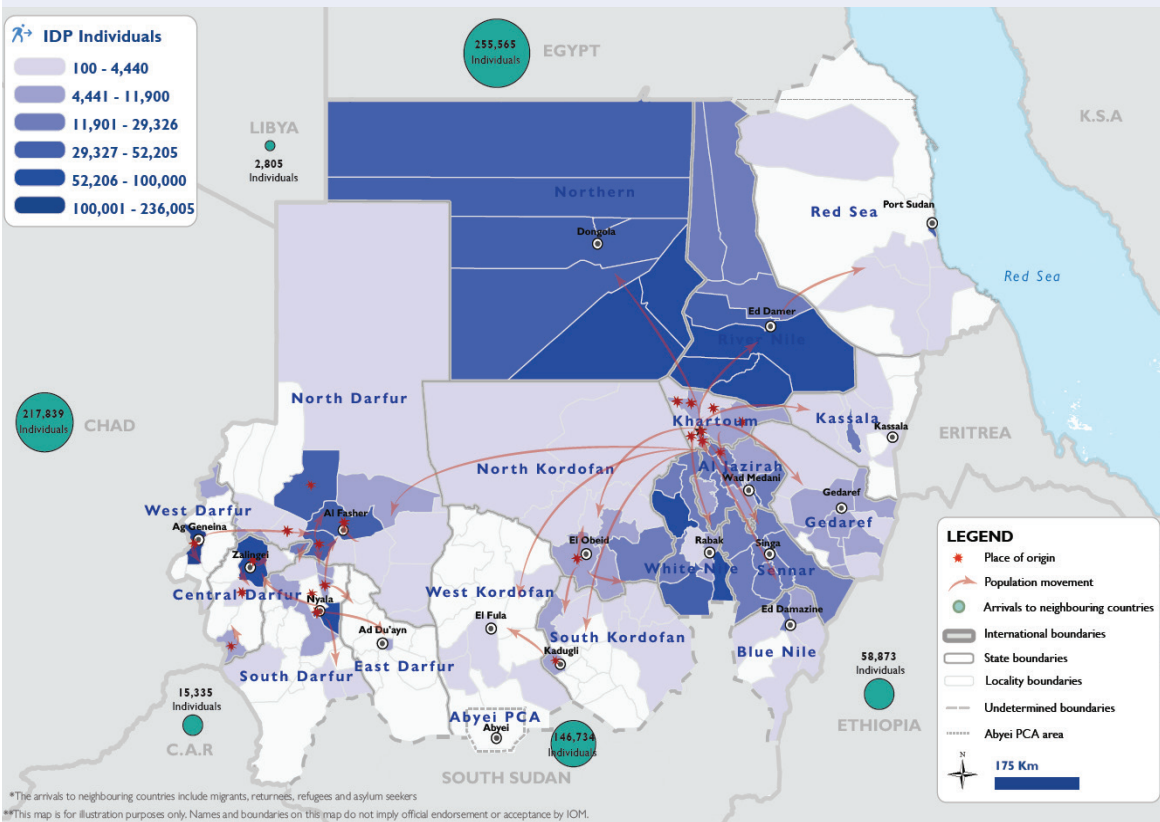 IDP Individuals
100 - 4,440
4,441 - 11,900
11,901 - 29,326
29,327 - 52,205
52,206 - 100,000
100,001 - 236,005
255,565
Individuals
EGYPT
LIBYA
2,805
Individuals
K.S.A
Northern
Dongola
Red Sea
Port Sudan
Red Sea
Ed Damer
River Nile
217,839
Individuals
CHAD
North Darfur
Khartoum
Kassala
Kassala
ERITREA
North Kordofan
Al Jazirah
Wad Medani
Gedaref
Gedaref
West Darfur
Ag Geneina
Al Fasher
Zalingei
Central Darfur
Nyala
El Obeid
Rabak
White Nile
Singa
Sennar
West Kordofan
El Fula
Ad Du'ayn
East Darfur
South Darfur
South Kordofan
Kadugli
Ed Damazine
Blue Nile
Abyei PCA
Abyei
15,335
Individuals
C.A.R
146,734
Individuals
SOUTH SUDAN
58,873
Individuals
ETHIOPIA
LEGEND
Place of origin
Population movement
Arrivals to neighbouring countries
International boundaries
State boundaries
Locality boundaries
Undetermined boundaries
Abyei PCA area
N
175 Km
*The arrivals to neighbouring countries include migrants, returnees, refugees and asylum seekers
**This map is for illustration purposes only. Names and boundaries on this map do not imply official endorsement or acceptance by IOM.